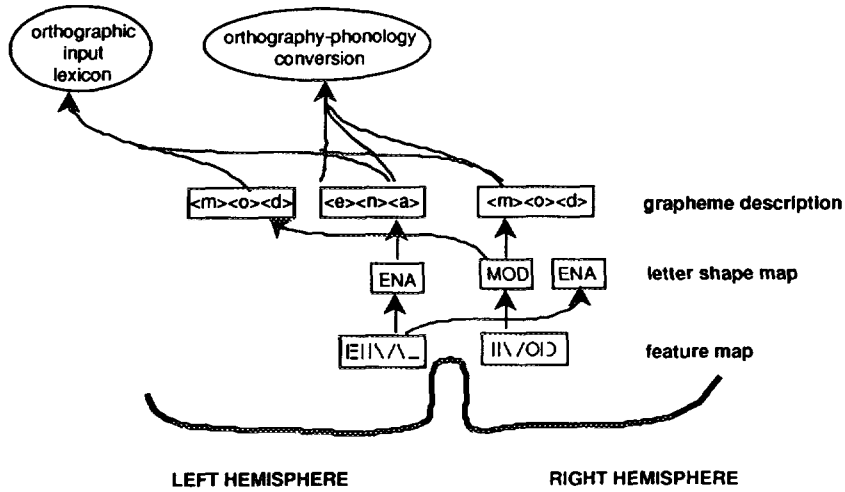 orthographic
input
lexicon
orthography-phonology
conversion
<m><o><d>
<e><n><a>
<m><o><d>
grapheme description
ENA
MOD
ENA
letter shape map
feature map
LEFT HEMISPHERE
RIGHT HEMISPHERE